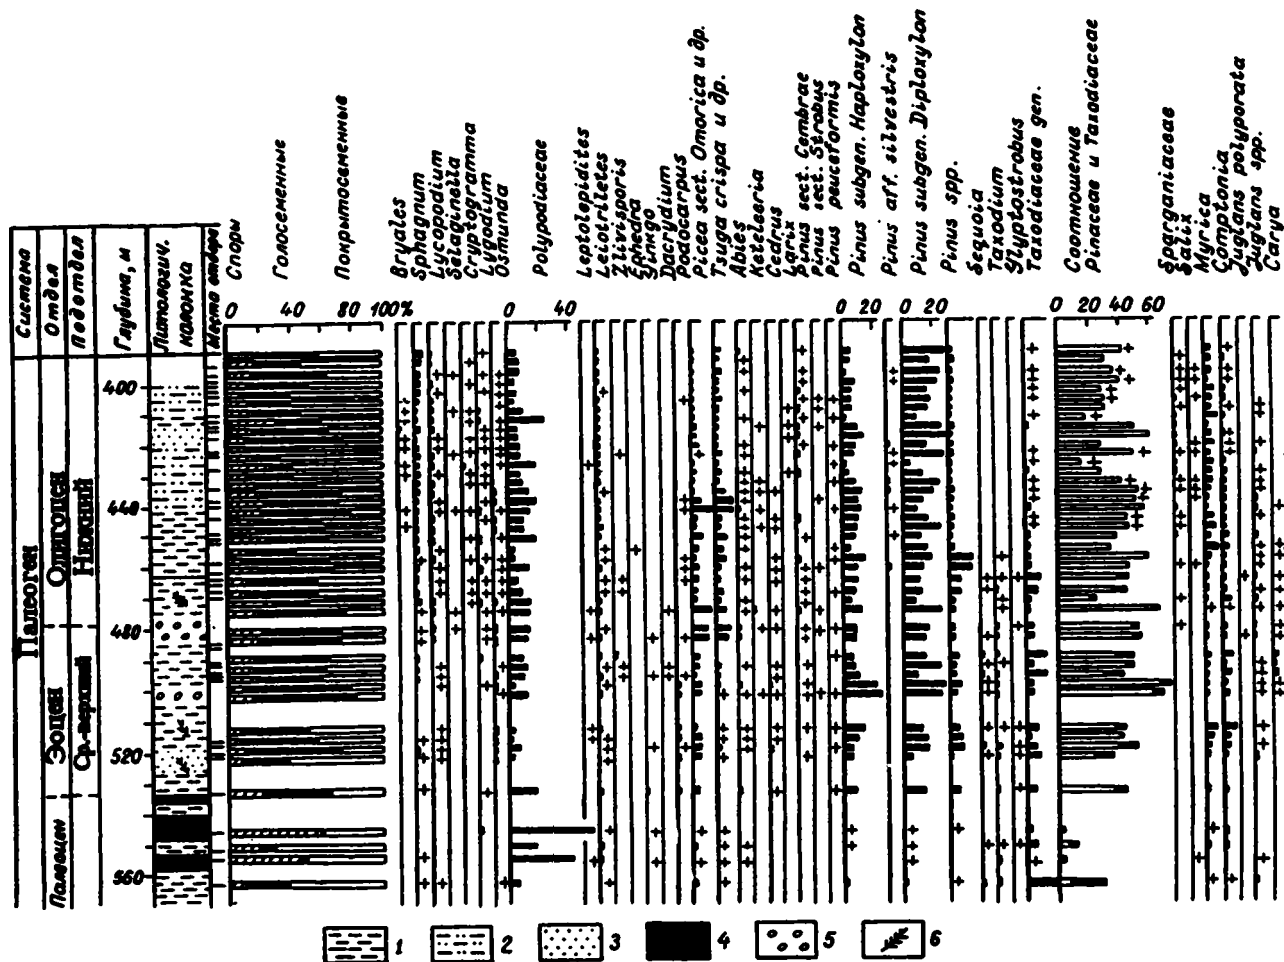 Система
Отдел
Подотдел
Глубина, м
Литологич. колонка
Места отбора
Споры
Голосеменные
Покрытосеменные
0 40 80 100%
Bryales
Sphagnum
Lycopodium
Selaginella
Cryptogramma
Lygodium
Osmunda
Polypodiaceae
0 40
Leptolepidites
Leiotriletes
Zlivisporis
Ephedra
Ginkgo
Dacrydium
Podocarpus
Picea sect. Omorica и др.
Tsuga crispa и др.
Abies
Keteleeria
Cedrus
Larix
Pinus sect. Cembrae
Pinus sect. Strobus
Pinus peuceformis
Pinus subgen. Haploxylon
0 20
Pinus aff. silvestris
Pinus subgen. Diploxylon
0 20
Pinus spp.
Sequoia
Taxodium
Glyptostrobus
Taxodiaceae gen.
Соотношение
Pinaceae и Taxodiaceae
0 20 40 60
Sparganiaceae
Salix
Myrica
Comptonia
Juglans polyporata
Juglans spp.
Carya
Палеоген
Олигоцен
Нижний
Эоцен
Ср.-верхний
Палеоцен
400
440
480
520
560
1
2
3
4
5
6